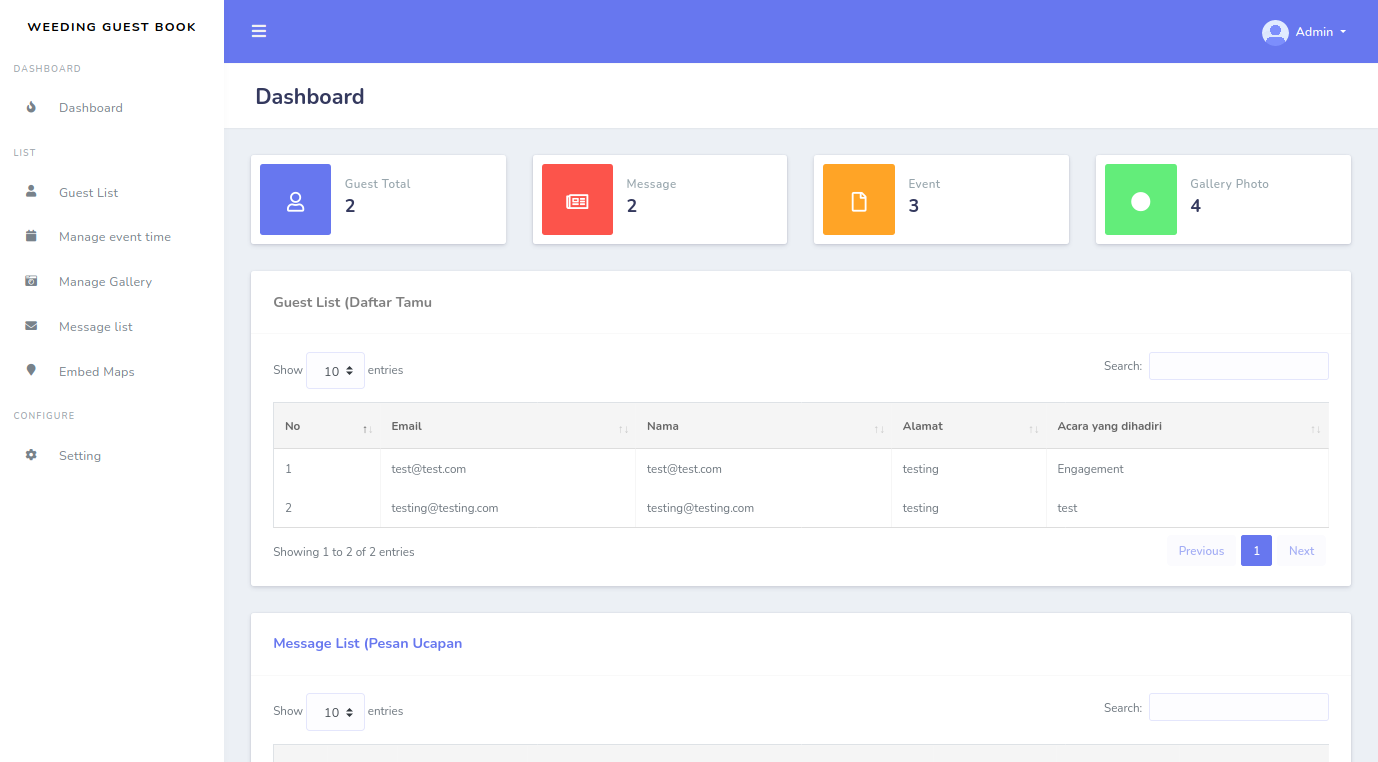 WEEDING GUEST BOOK
Admin
DASHBOARD
Dashboard
LIST
Guest List
Manage event time
Manage Gallery
Message list
Embed Maps
CONFIGURE
Setting
Dashboard
Guest Total
2
Message
2
Event
3
Gallery Photo
4
Guest List (Daftar Tamu
Show 10 entries Search:
No Email Nama Alamat Acara yang dihadiri
1 test@test.com test@test.com testing Engagement
2 testing@testing.com testing@testing.com testing test
Showing 1 to 2 of 2 entries Previous 1 Next
Message List (Pesan Ucapan
Show 10 entries Search: